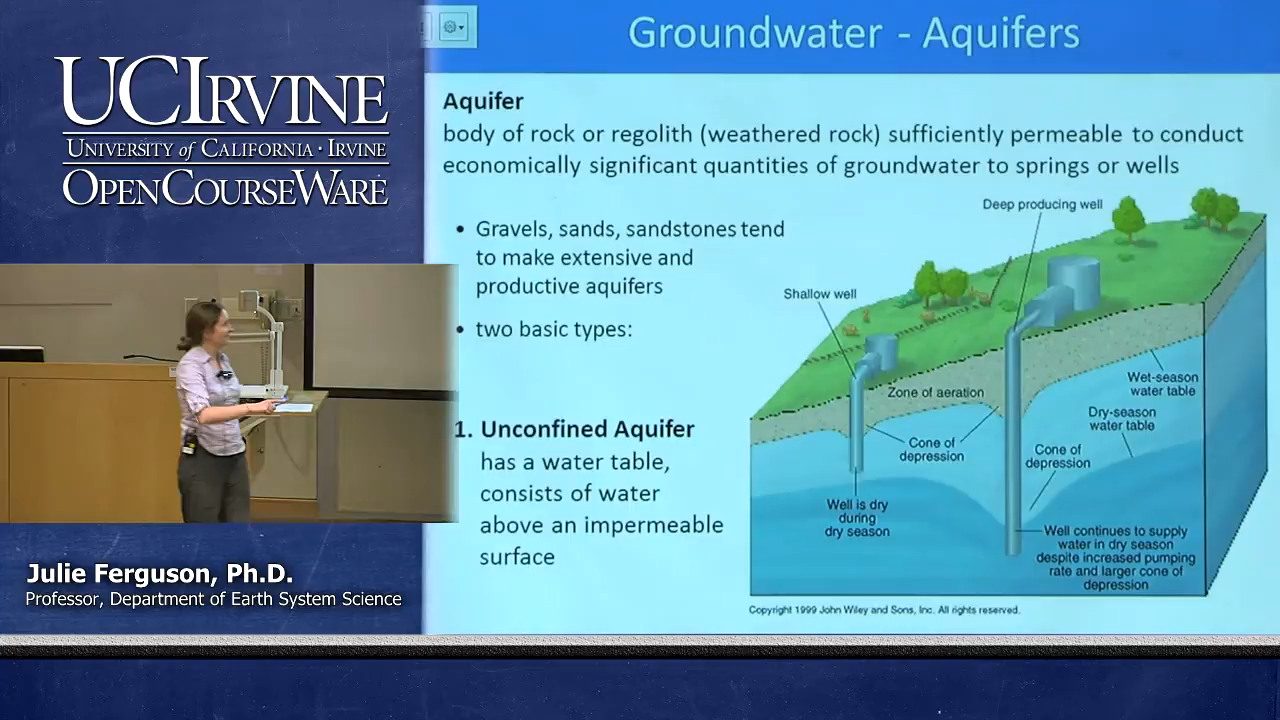 UCIRVINE
UNIVERSITY of CALIFORNIA · IRVINE
OPENCOURSEWARE
Julie Ferguson, Ph.D.
Professor, Department of Earth System Science
Groundwater - Aquifers
Aquifer
body of rock or regolith (weathered rock) sufficiently permeable to conduct
economically significant quantities of groundwater to springs or wells
• Gravels, sands, sandstones tend
to make extensive and
productive aquifers
• two basic types:
1. Unconfined Aquifer
has a water table,
consists of water
above an impermeable
surface
Deep producing well
Shallow well
Zone of aeration
Wet-season
water table
Dry-season
water table
Cone of
depression
Cone of
depression
Well is dry
during
dry season
Well continues to supply
water in dry season
despite increased pumping
rate and larger cone of
depression
Copyright 1999 John Wiley and Sons, Inc. All rights reserved.